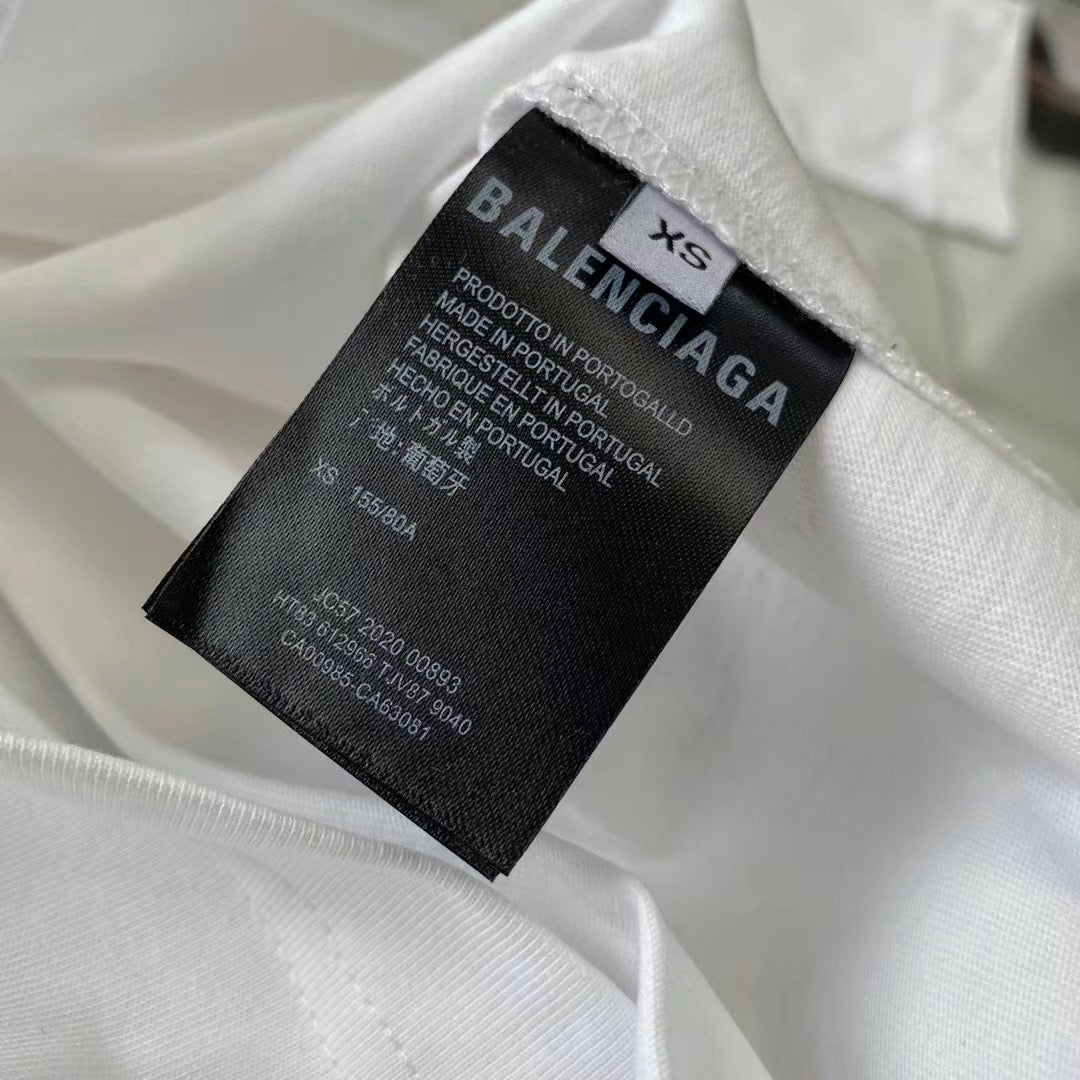 BALENCIAGA
XS
PRODOTTO IN PORTOGALLD
MADE IN PORTUGAL
HERGESTELLT IN PORTUGAL
FABRIQUE EN PORTUGAL
HECHO EN PORTUGAL
ポルトガル製
产地:葡萄牙
XS 155/80A
JC57 2020 00893
HT83 612966 TJV87 9040
CA00985-CA63081